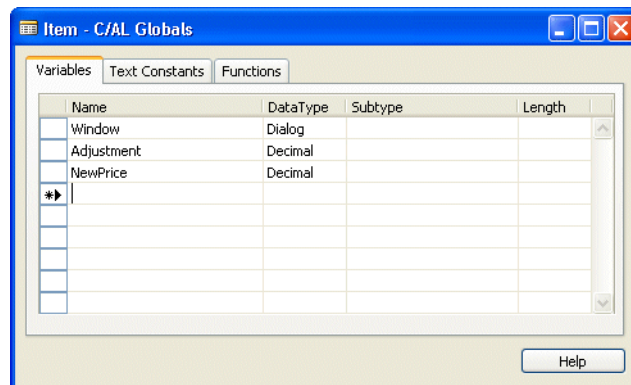 Item - C/AL Globals
Variables Text Constants Functions
Name DataType Subtype Length
Window Dialog
Adjustment Decimal
NewPrice Decimal
Help